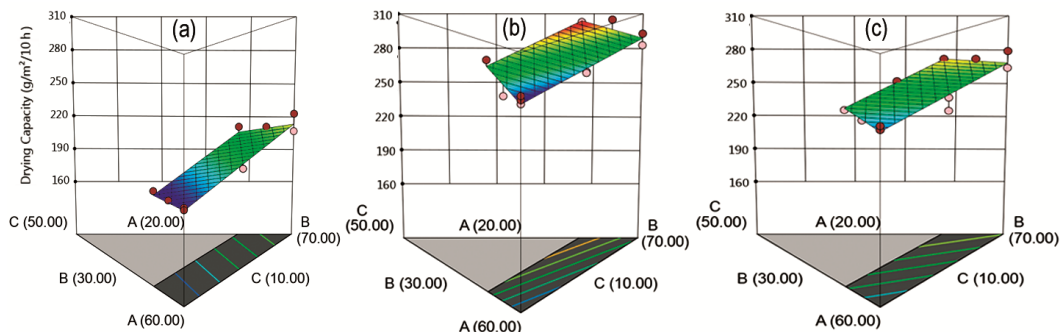 (a)
310
280
250
220
190
160
Drying Capacity (g/m²/10 h)
C (50.00)
A (20.00)
B
(70.00)
B (30.00)
C (10.00)
A (60.00)
(b)
310
280
250
220
190
160
C
(50.00)
A (20.00)
B
(70.00)
B (30.00)
C (10.00)
A (60.00)
(c)
310
280
250
220
190
160
C
(50.00)
A (20.00)
B
(70.00)
B (30.00)
C (10.00)
A (60.00)